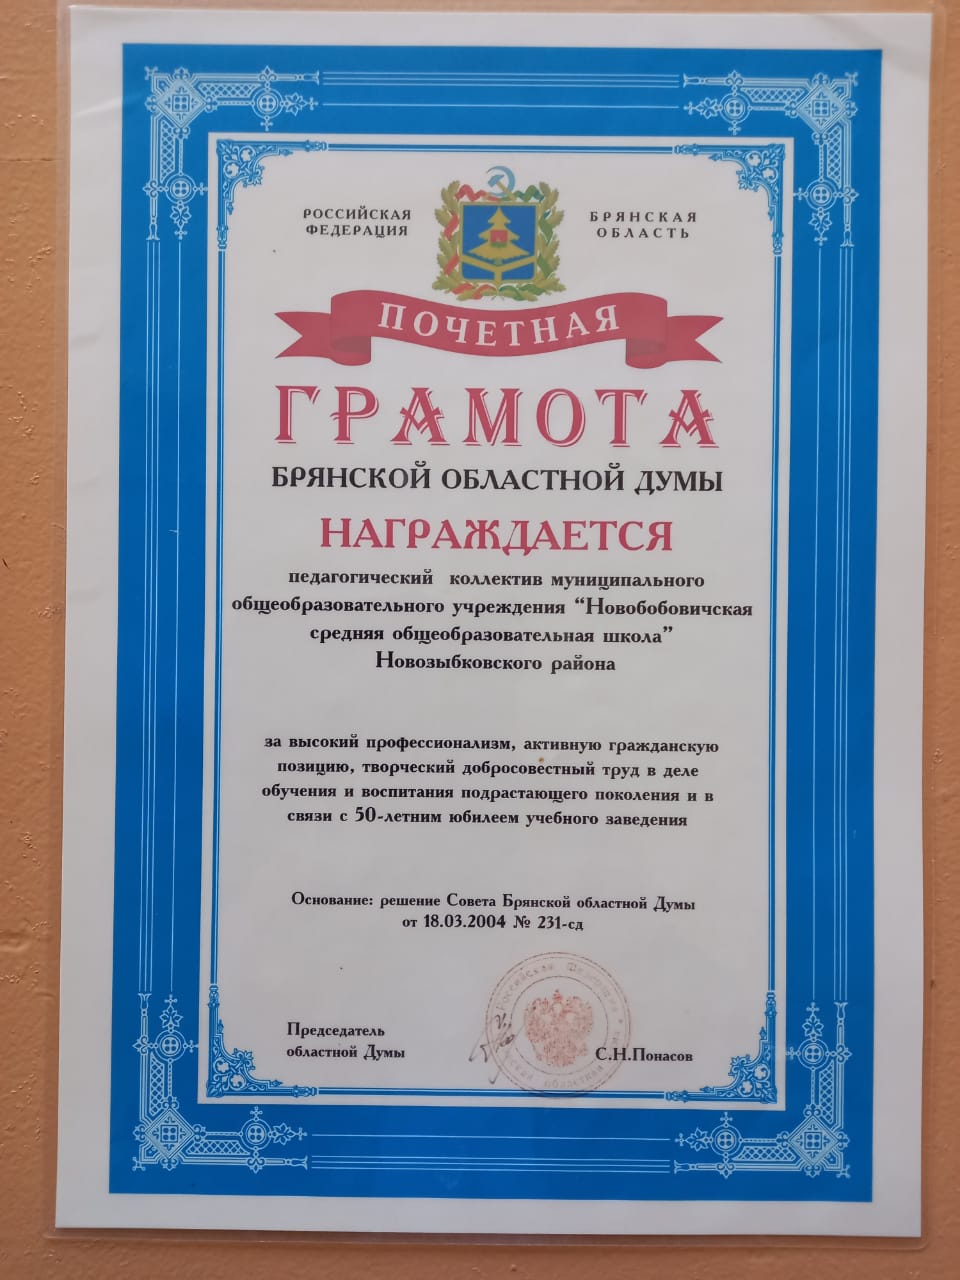 РОССИЙСКАЯ
ФЕДЕРАЦИЯ
БРЯНСКАЯ
ОБЛАСТЬ
ПОЧЕТНАЯ
ГРАМОТА
БРЯНСКОЙ ОБЛАСТНОЙ ДУМЫ
НАГРАЖДАЕТСЯ
педагогический коллектив муниципального
общеобразовательного учреждения “Новобобовичская
средняя общеобразовательная школа”
Новозыбковского района
за высокий профессионализм, активную гражданскую
позицию, творческий добросовестный труд в деле
обучения и воспитания подрастающего поколения и в
связи с 50-летним юбилеем учебного заведения
Основание: решение Совета Брянской областной Думы
от 18.03.2004 № 231-сд
Председатель
областной Думы
С.Н.Понасов
Российская
областная